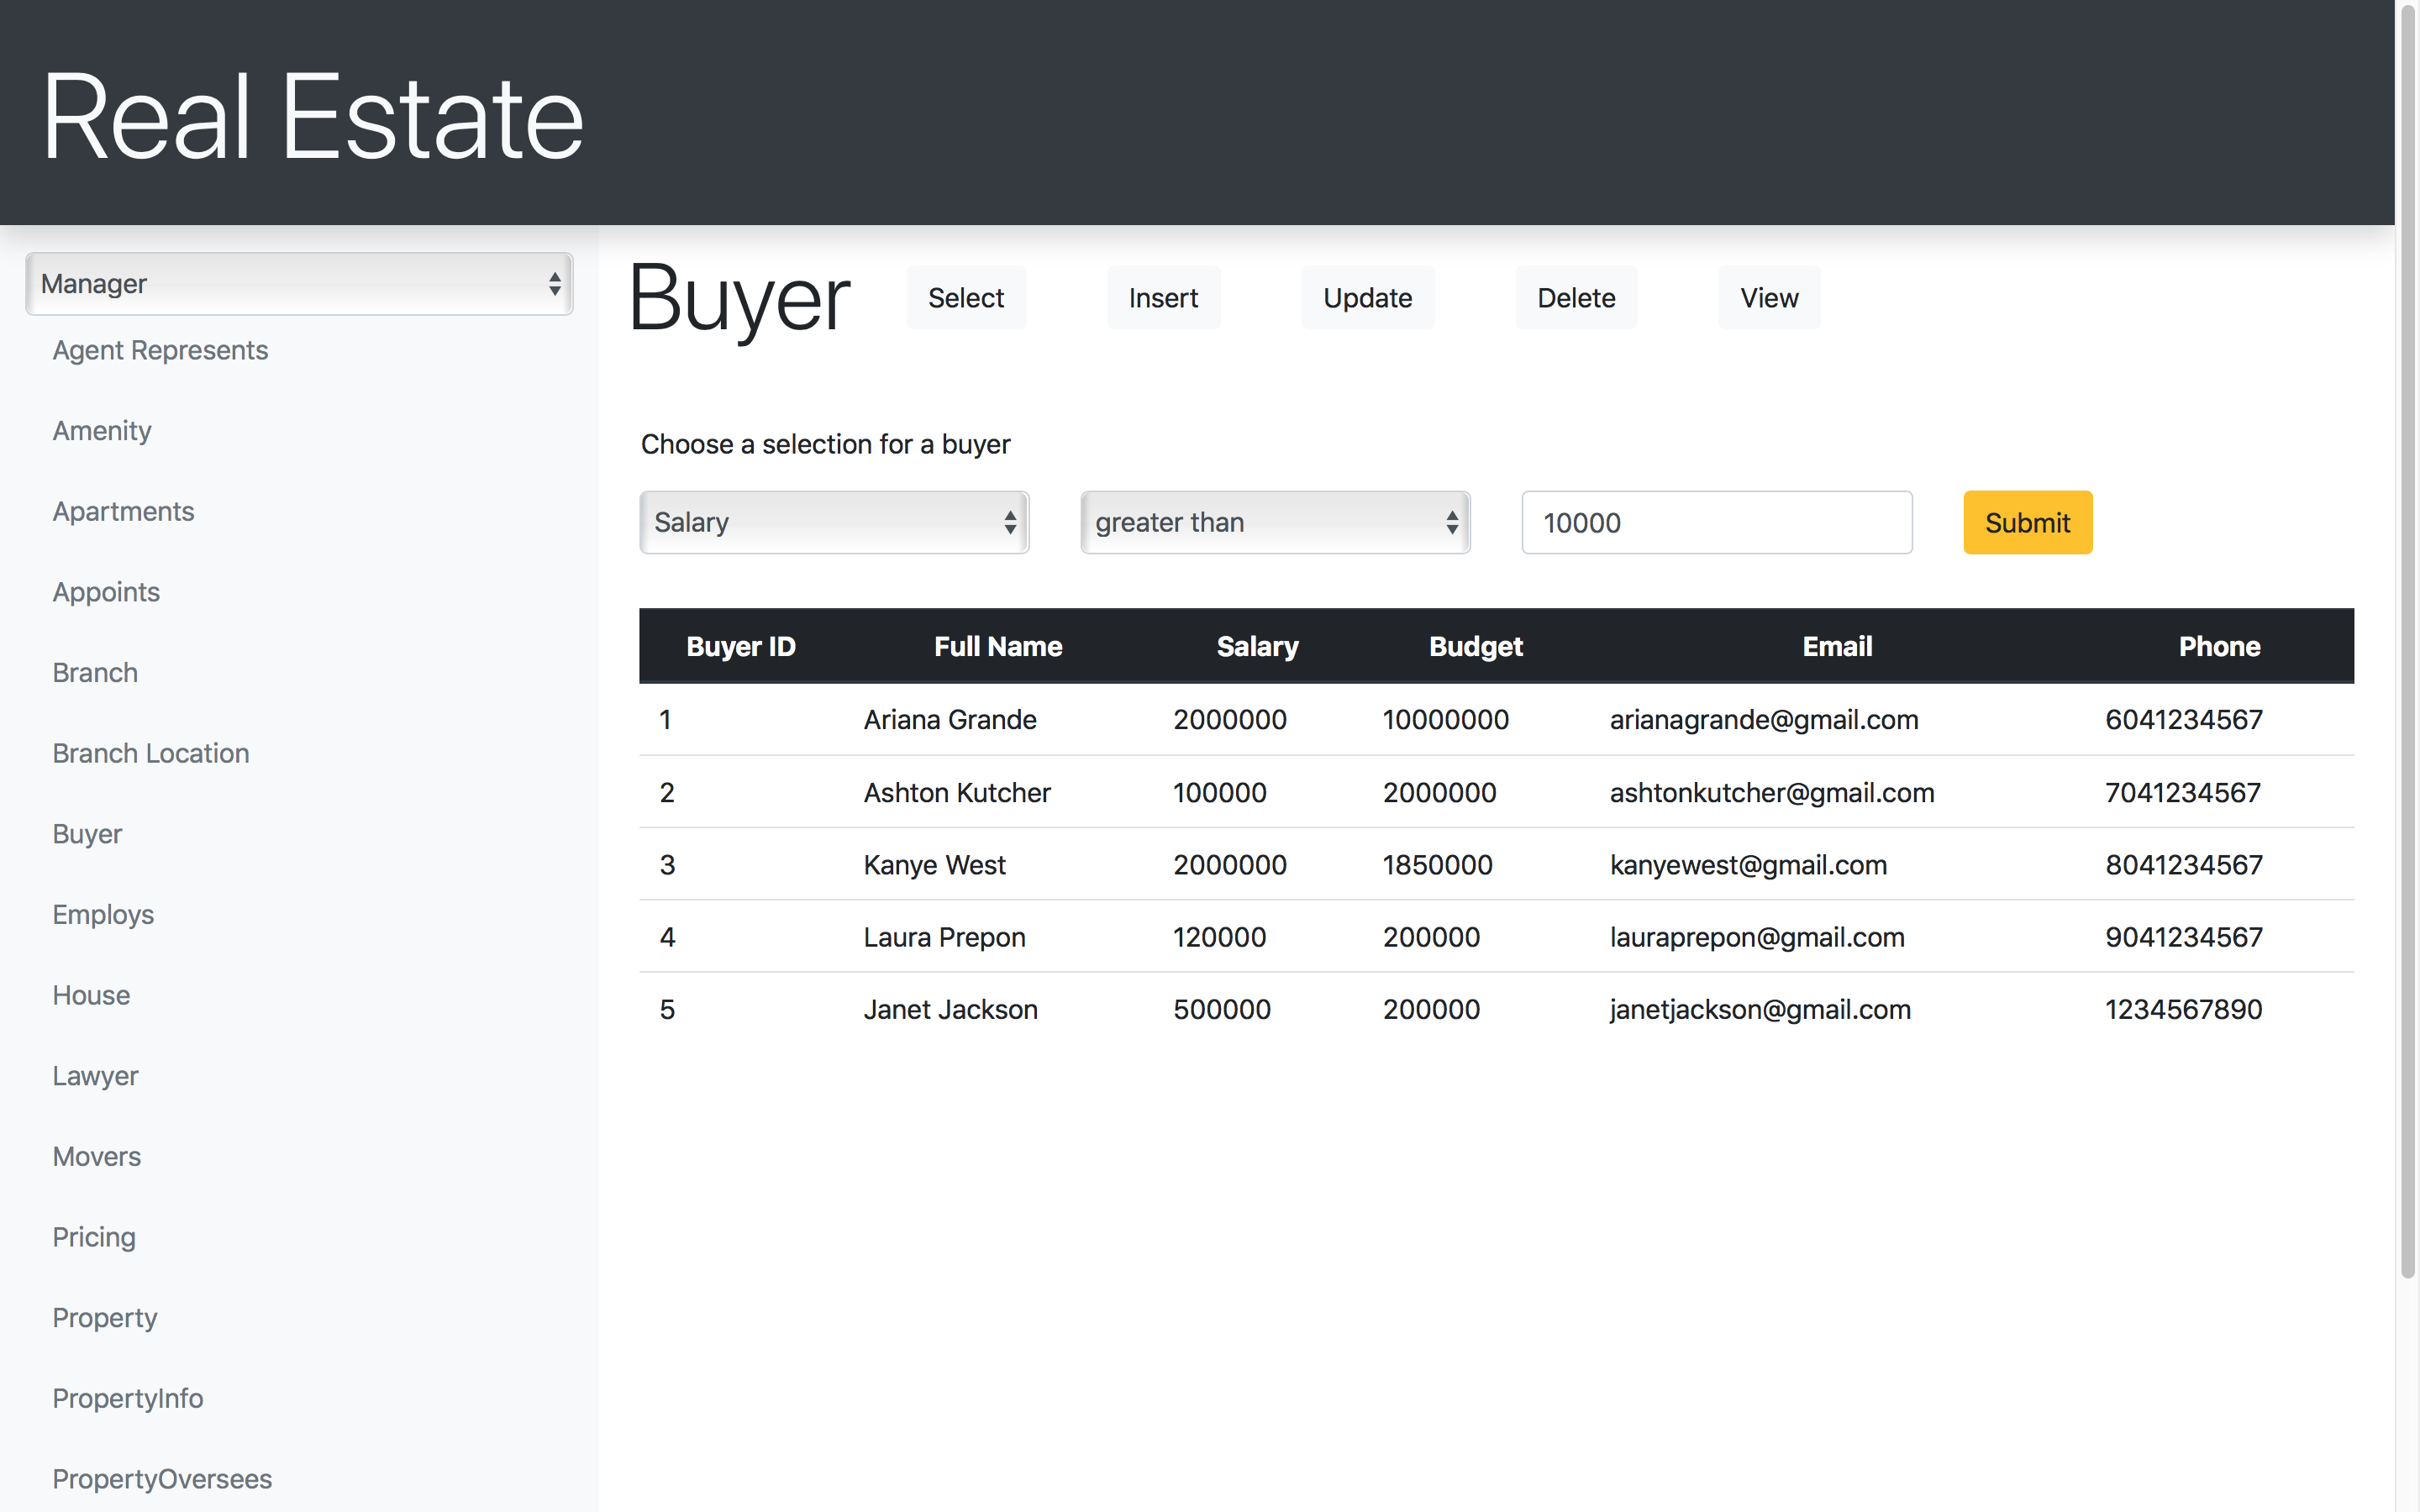 Real Estate
Manager
Agent Represents
Amenity
Apartments
Appoints
Branch
Branch Location
Buyer
Employs
House
Lawyer
Movers
Pricing
Property
PropertyInfo
PropertyOversees
Buyer Select Insert Update Delete View
Choose a selection for a buyer
Salary greater than 10000 Submit
Buyer ID Full Name Salary Budget Email Phone
1 Ariana Grande 2000000 10000000 arianagrande@gmail.com 6041234567
2 Ashton Kutcher 100000 2000000 ashtonkutcher@gmail.com 7041234567
3 Kanye West 2000000 1850000 kanyewest@gmail.com 8041234567
4 Laura Prepon 120000 200000 lauraprepon@gmail.com 9041234567
5 Janet Jackson 500000 200000 janetjackson@gmail.com 1234567890